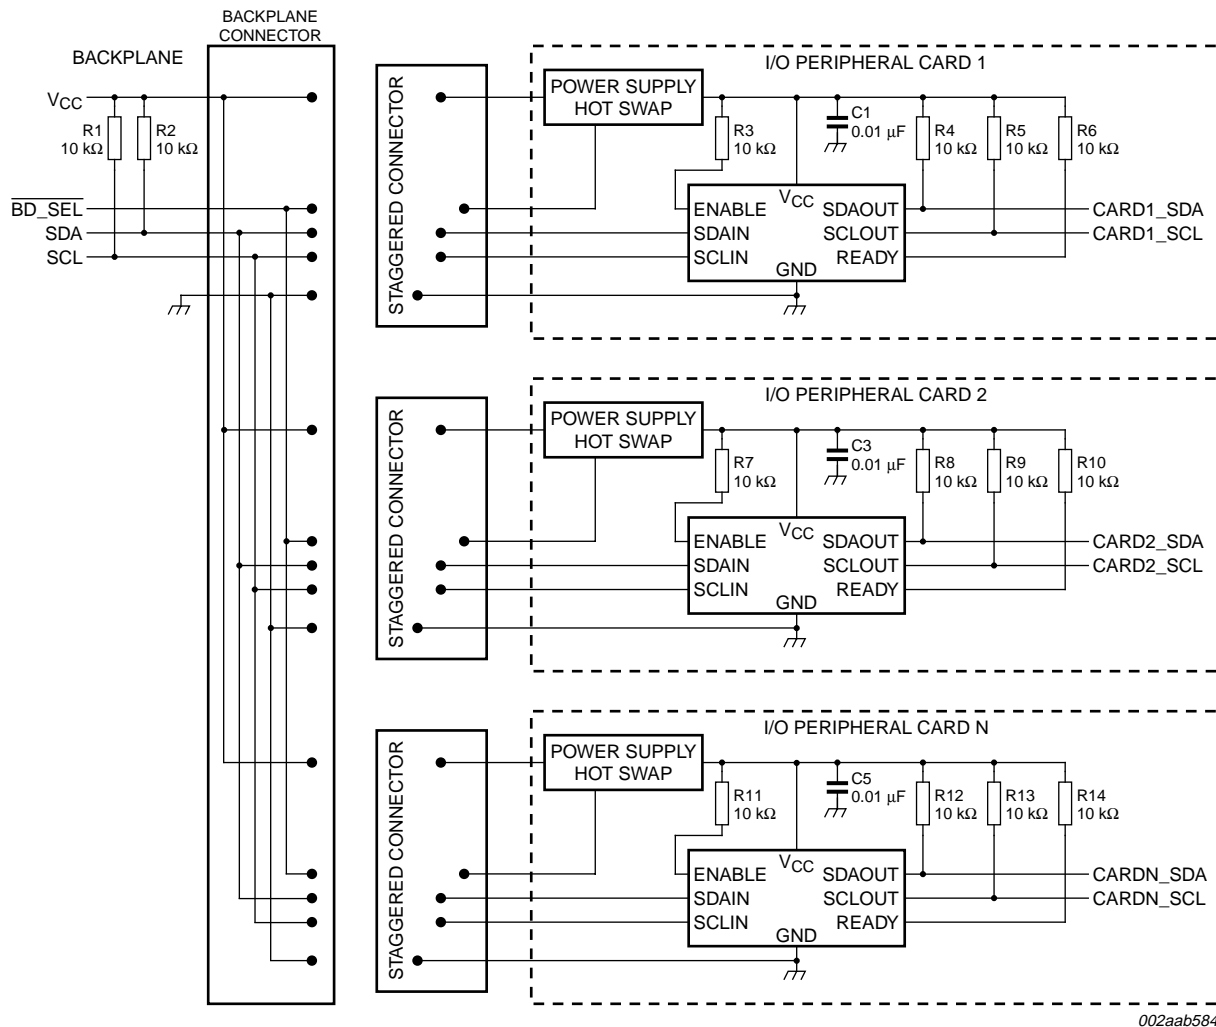 BACKPLANE
CONNECTOR
BACKPLANE
VCC
R1
10 kΩ
R2
10 kΩ
BD_SEL
SDA
SCL
STAGGERED CONNECTOR
I/O PERIPHERAL CARD 1
POWER SUPPLY
HOT SWAP
R3
10 kΩ
C1
0.01 μF
R4
10 kΩ
R5
10 kΩ
R6
10 kΩ
VCC
ENABLE
SDAIN
SCLIN
SDAOUT
SCLOUT
READY
GND
CARD1_SDA
CARD1_SCL
STAGGERED CONNECTOR
I/O PERIPHERAL CARD 2
POWER SUPPLY
HOT SWAP
R7
10 kΩ
C3
0.01 μF
R8
10 kΩ
R9
10 kΩ
R10
10 kΩ
VCC
ENABLE
SDAIN
SCLIN
SDAOUT
SCLOUT
READY
GND
CARD2_SDA
CARD2_SCL
STAGGERED CONNECTOR
I/O PERIPHERAL CARD N
POWER SUPPLY
HOT SWAP
R11
10 kΩ
C5
0.01 μF
R12
10 kΩ
R13
10 kΩ
R14
10 kΩ
VCC
ENABLE
SDAIN
SCLIN
SDAOUT
SCLOUT
READY
GND
CARDN_SDA
CARDN_SCL
002aab584